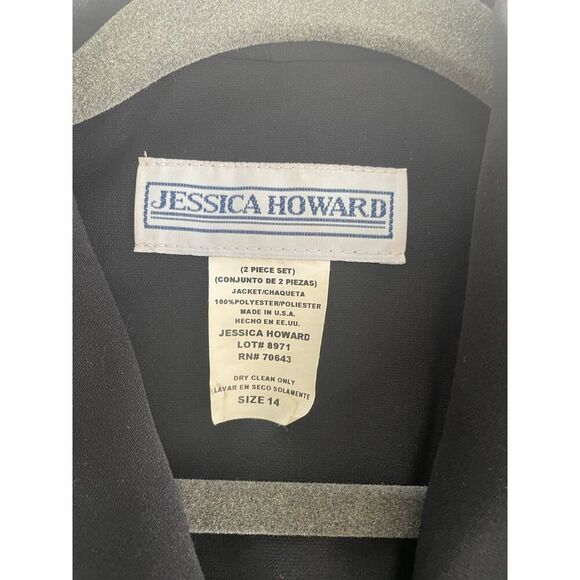 JESSICA HOWARD
(2 PIECE SET)
(CONJUNTO DE 2 PIEZAS)
JACKET/CHAQUETA
100%POLYESTER/POLIESTER
MADE IN U.S.A.
HECHO EN EE.UU.
JESSICA HOWARD
LOT# 8971
RN# 70643
DRY CLEAN ONLY
LAVAR EN SECO SOLAMENTE
SIZE 14